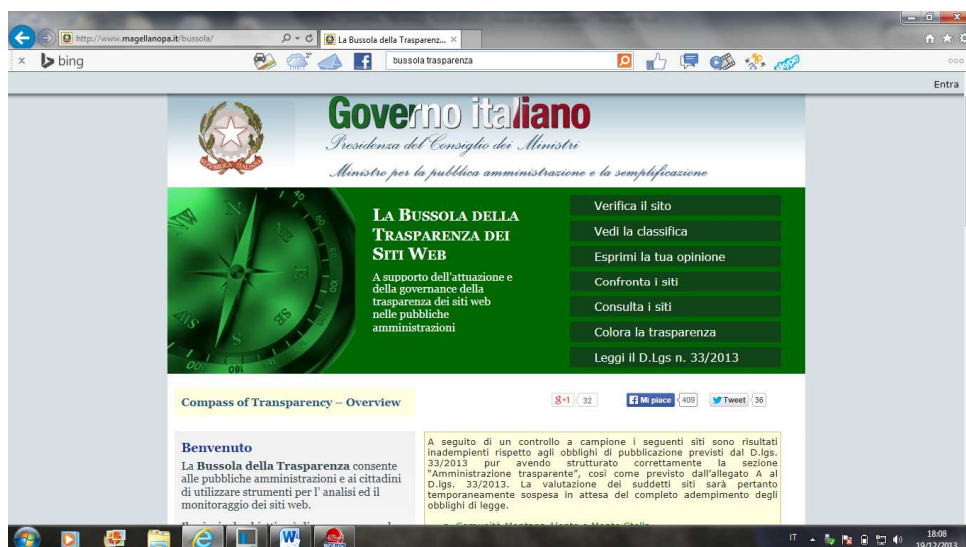 http://www.magellanopa.it/bussola/
La Bussola della Trasparenz...
bing
bussola trasparenza
Entra
Governo italiano
Presidenza del Consiglio dei Ministri
Ministro per la pubblica amministrazione e la semplificazione
REPVBBLICA ITALIANA
LA BUSSOLA DELLA
TRASPARENZA DEI
SITI WEB
A supporto dell'attuazione e
della governance della
trasparenza dei siti web
nelle pubbliche
amministrazioni
Verifica il sito
Vedi la classifica
Esprimi la tua opinione
Confronta i siti
Consulta i siti
Colora la trasparenza
Leggi il D.Lgs n. 33/2013
Compass of Transparency – Overview
g+1 32
Mi piace 409
Tweet 36
Benvenuto
La Bussola della Trasparenza consente
alle pubbliche amministrazioni e ai cittadini
di utilizzare strumenti per l' analisi ed il
monitoraggio dei siti web.
A seguito di un controllo a campione i seguenti siti sono risultati
inadempienti rispetto agli obblighi di pubblicazione previsti dal D.lgs.
33/2013 pur avendo strutturato correttamente la sezione
"Amministrazione trasparente", così come previsto dall'allegato A al
D.lgs. 33/2013. La valutazione dei suddetti siti sarà pertanto
temporaneamente sospesa in attesa del completo adempimento degli
obblighi di legge.
IT
18:08
19/12/2013